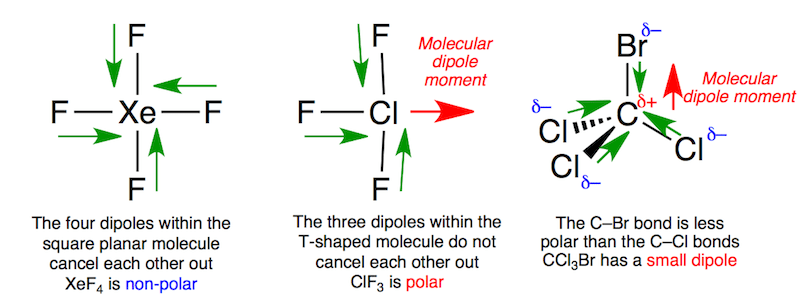 F
F
Xe
F
F
The four dipoles within the
square planar molecule
cancel each other out
XeF4 is non-polar
F
Molecular
dipole
moment
F
Cl
F
The three dipoles within the
T-shaped molecule do not
cancel each other out
ClF3 is polar
Br
δ–
Molecular
dipole moment
δ–
C
δ+
Cl
Cl
δ–
Cl
δ–
The C–Br bond is less
polar than the C–Cl bonds
CCl3Br has a small dipole